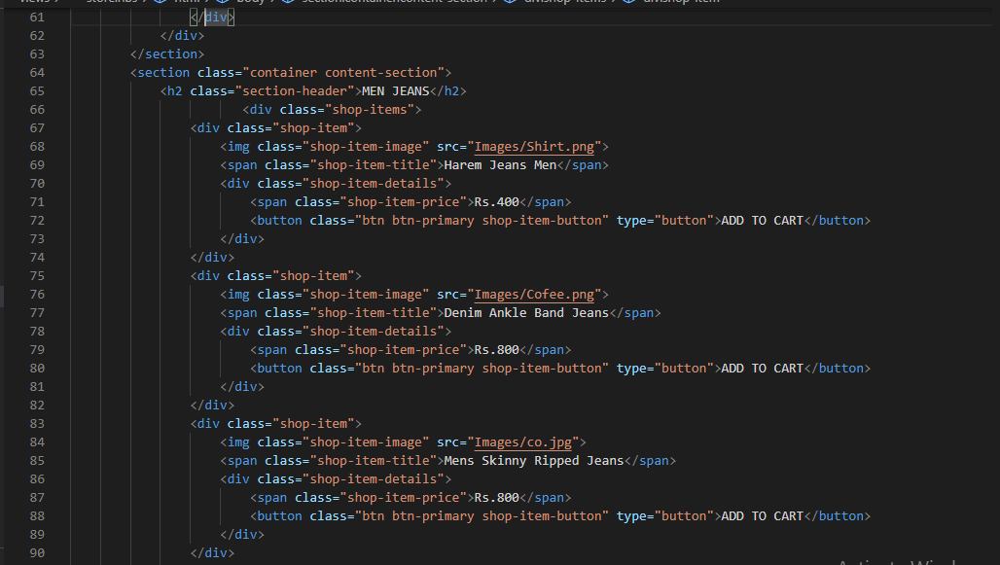 61 </div>
62 </div>
63 </section>
64 <section class="container content-section">
65 <h2 class="section-header">MEN JEANS</h2>
66 <div class="shop-items">
67 <div class="shop-item">
68 <img class="shop-item-image" src="Images/Shirt.png">
69 <span class="shop-item-title">Harem Jeans Men</span>
70 <div class="shop-item-details">
71 <span class="shop-item-price">Rs.400</span>
72 <button class="btn btn-primary shop-item-button" type="button">ADD TO CART</button>
73 </div>
74 </div>
75 <div class="shop-item">
76 <img class="shop-item-image" src="Images/Cofee.png">
77 <span class="shop-item-title">Denim Ankle Band Jeans</span>
78 <div class="shop-item-details">
79 <span class="shop-item-price">Rs.800</span>
80 <button class="btn btn-primary shop-item-button" type="button">ADD TO CART</button>
81 </div>
82 </div>
83 <div class="shop-item">
84 <img class="shop-item-image" src="Images/co.jpg">
85 <span class="shop-item-title">Mens Skinny Ripped Jeans</span>
86 <div class="shop-item-details">
87 <span class="shop-item-price">Rs.800</span>
88 <button class="btn btn-primary shop-item-button" type="button">ADD TO CART</button>
89 </div>
90 </div>